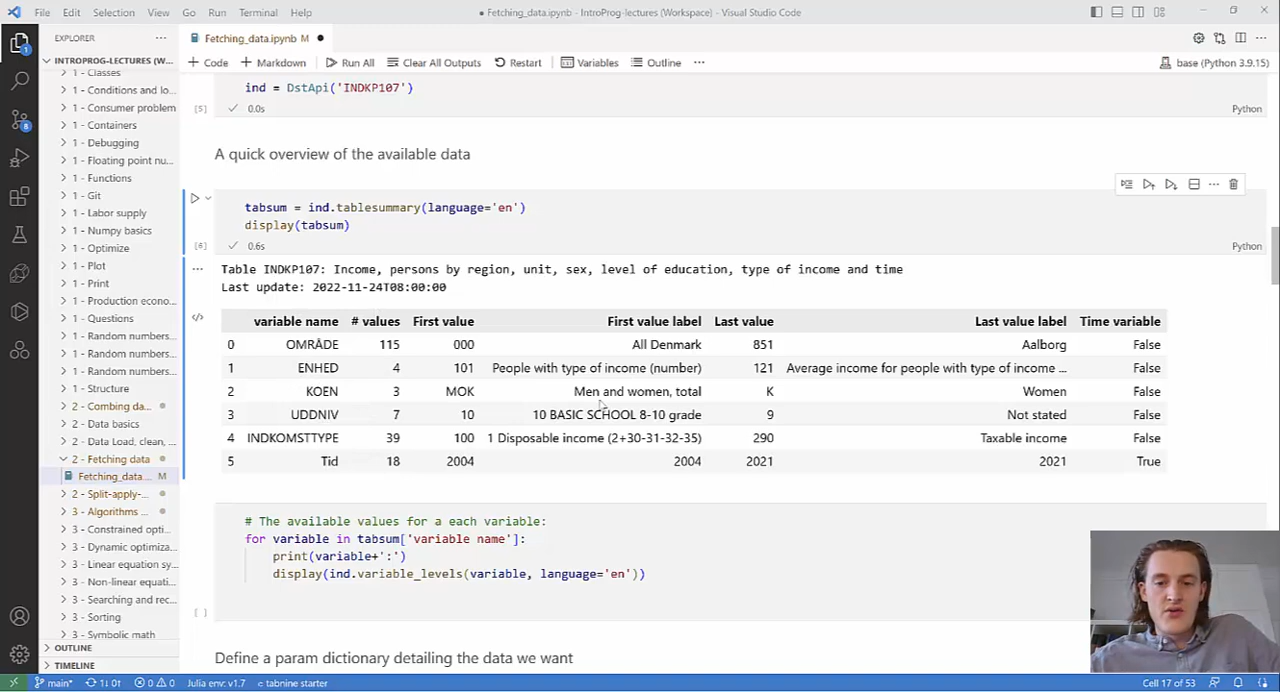 File Edit Selection View Go Run Terminal Help
● Fetching_data.ipynb - IntroProg-lectures (Workspace) - Visual Studio Code
EXPLORER ···
Fetching_data.ipynb M ●
INTROPROG-LECTURES (W...
+ Code + Markdown Run All Clear All Outputs Restart Variables Outline ···
base (Python 3.9.15)
1 - Classes
1 - Conditions and lo...
1 - Consumer problem
1 - Containers
1 - Debugging
1 - Floating point nu...
1 - Functions
1 - Git
1 - Labor supply
1 - Numpy basics
1 - Optimize
1 - Plot
1 - Print
1 - Production econo...
1 - Questions
1 - Random numbers...
1 - Random numbers...
1 - Random numbers...
1 - Structure
2 - Combing da...
2 - Data basics
2 - Data Load, clean, ...
2 - Fetching data
Fetching_data.... M
2 - Split-apply-...
3 - Algorithms ...
3 - Constrained opti...
3 - Dynamic optimiza...
3 - Linear equation sy...
3 - Non-linear equati...
3 - Searching and rec...
3 - Sorting
3 - Symbolic math
OUTLINE
TIMELINE
ind = DstApi('INDKP107')
[5] 0.0s Python
A quick overview of the available data
tabsum = ind.tablesummary(language='en')
display(tabsum)
[6] 0.6s Python
Table INDKP107: Income, persons by region, unit, sex, level of education, type of income and time
Last update: 2022-11-24T08:00:00
variable name # values First value First value label Last value Last value label Time variable
0 OMRÅDE 115 000 All Denmark 851 Aalborg False
1 ENHED 4 101 People with type of income (number) 121 Average income for people with type of income ... False
2 KOEN 3 MOK Men and women, total K Women False
3 UDDNIV 7 10 10 BASIC SCHOOL 8-10 grade 9 Not stated False
4 INDKOMSTTYPE 39 100 1 Disposable income (2+30-31-32-35) 290 Taxable income False
5 Tid 18 2004 2004 2021 2021 True
# The available values for a each variable:
for variable in tabsum['variable name']:
print(variable+':')
display(ind.variable_levels(variable, language='en'))
[ ]
Define a param dictionary detailing the data we want
main* 1↓ 0↑ 0 0 Julia env: v1.7 tabnine starter Cell 17 of 53